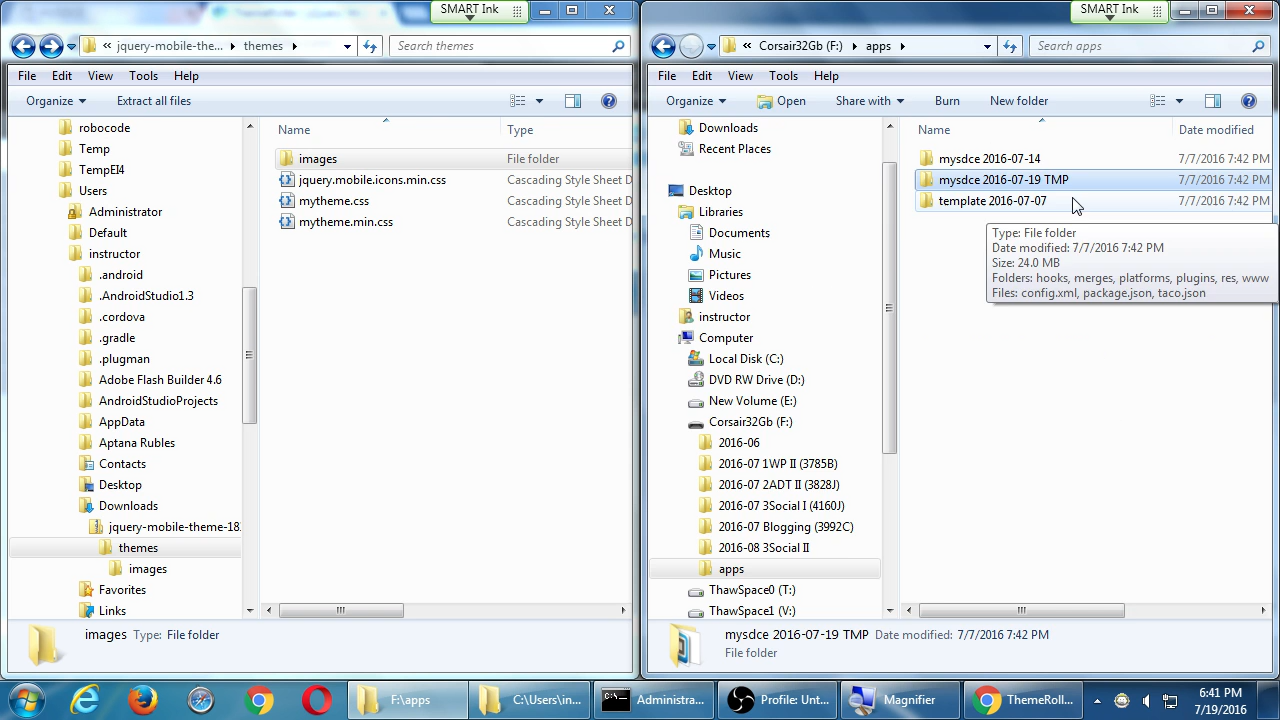 SMART Ink
jquery-mobile-the... themes
Search themes
File Edit View Tools Help
Organize Extract all files
robocode
Temp
TempEI4
Users
Administrator
Default
instructor
.android
.AndroidStudio1.3
.cordova
.gradle
.plugman
Adobe Flash Builder 4.6
AndroidStudioProjects
AppData
Aptana Rubles
Contacts
Desktop
Downloads
jquery-mobile-theme-18
themes
images
Favorites
Links
Name Type
images File folder
jquery.mobile.icons.min.css Cascading Style Sheet D
mytheme.css Cascading Style Sheet D
mytheme.min.css Cascading Style Sheet D
images Type: File folder
SMART Ink
Corsair32Gb (F:) apps
Search apps
File Edit View Tools Help
Organize Open Share with Burn New folder
Downloads
Recent Places
Desktop
Libraries
Documents
Music
Pictures
Videos
instructor
Computer
Local Disk (C:)
DVD RW Drive (D:)
New Volume (E:)
Corsair32Gb (F:)
2016-06
2016-07 1WP II (3785B)
2016-07 2ADT II (3828J)
2016-07 3Social I (4160J)
2016-07 Blogging (3992C)
2016-08 3Social II
apps
ThawSpace0 (T:)
ThawSpace1 (V:)
Name Date modified
mysdce 2016-07-14 7/7/2016 7:42 PM
mysdce 2016-07-19 TMP 7/7/2016 7:42 PM
template 2016-07-07 7/7/2016 7:42 PM
Type: File folder
Date modified: 7/7/2016 7:42 PM
Size: 24.0 MB
Folders: hooks, merges, platforms, plugins, res, www
Files: config.xml, package.json, taco.json
mysdce 2016-07-19 TMP Date modified: 7/7/2016 7:42 PM
File folder
F:\apps
C:\Users\in...
Administra...
Profile: Unt...
Magnifier
ThemeRoll...
6:41 PM
7/19/2016